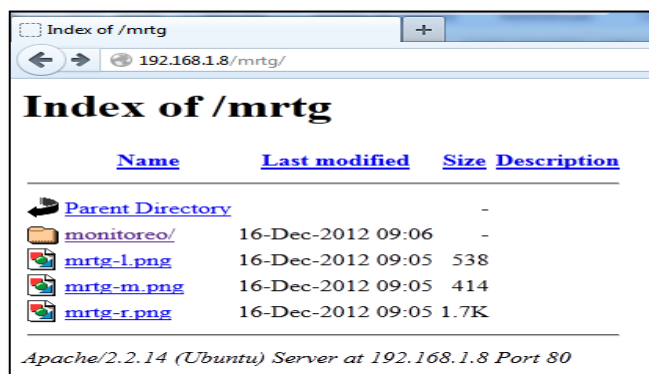 Index of /mrtg
+
192.168.1.8/mrtg/
Index of /mrtg
Name Last modified Size Description
Parent Directory -
monitoreo/ 16-Dec-2012 09:06 -
mrtg-l.png 16-Dec-2012 09:05 538
mrtg-m.png 16-Dec-2012 09:05 414
mrtg-r.png 16-Dec-2012 09:05 1.7K
Apache/2.2.14 (Ubuntu) Server at 192.168.1.8 Port 80